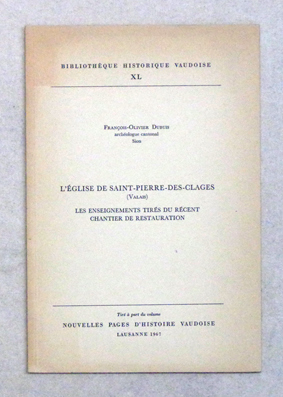 BIBLIOTHÈQUE HISTORIQUE VAUDOISE
XL
François-Olivier Dubuis
archéologue cantonal
Sion
L'ÉGLISE DE SAINT-PIERRE-DES-CLAGES
(Valais)
LES ENSEIGNEMENTS TIRÉS DU RÉCENT
CHANTIER DE RESTAURATION
Tiré à part du volume
NOUVELLES PAGES D'HISTOIRE VAUDOISE
LAUSANNE 1967